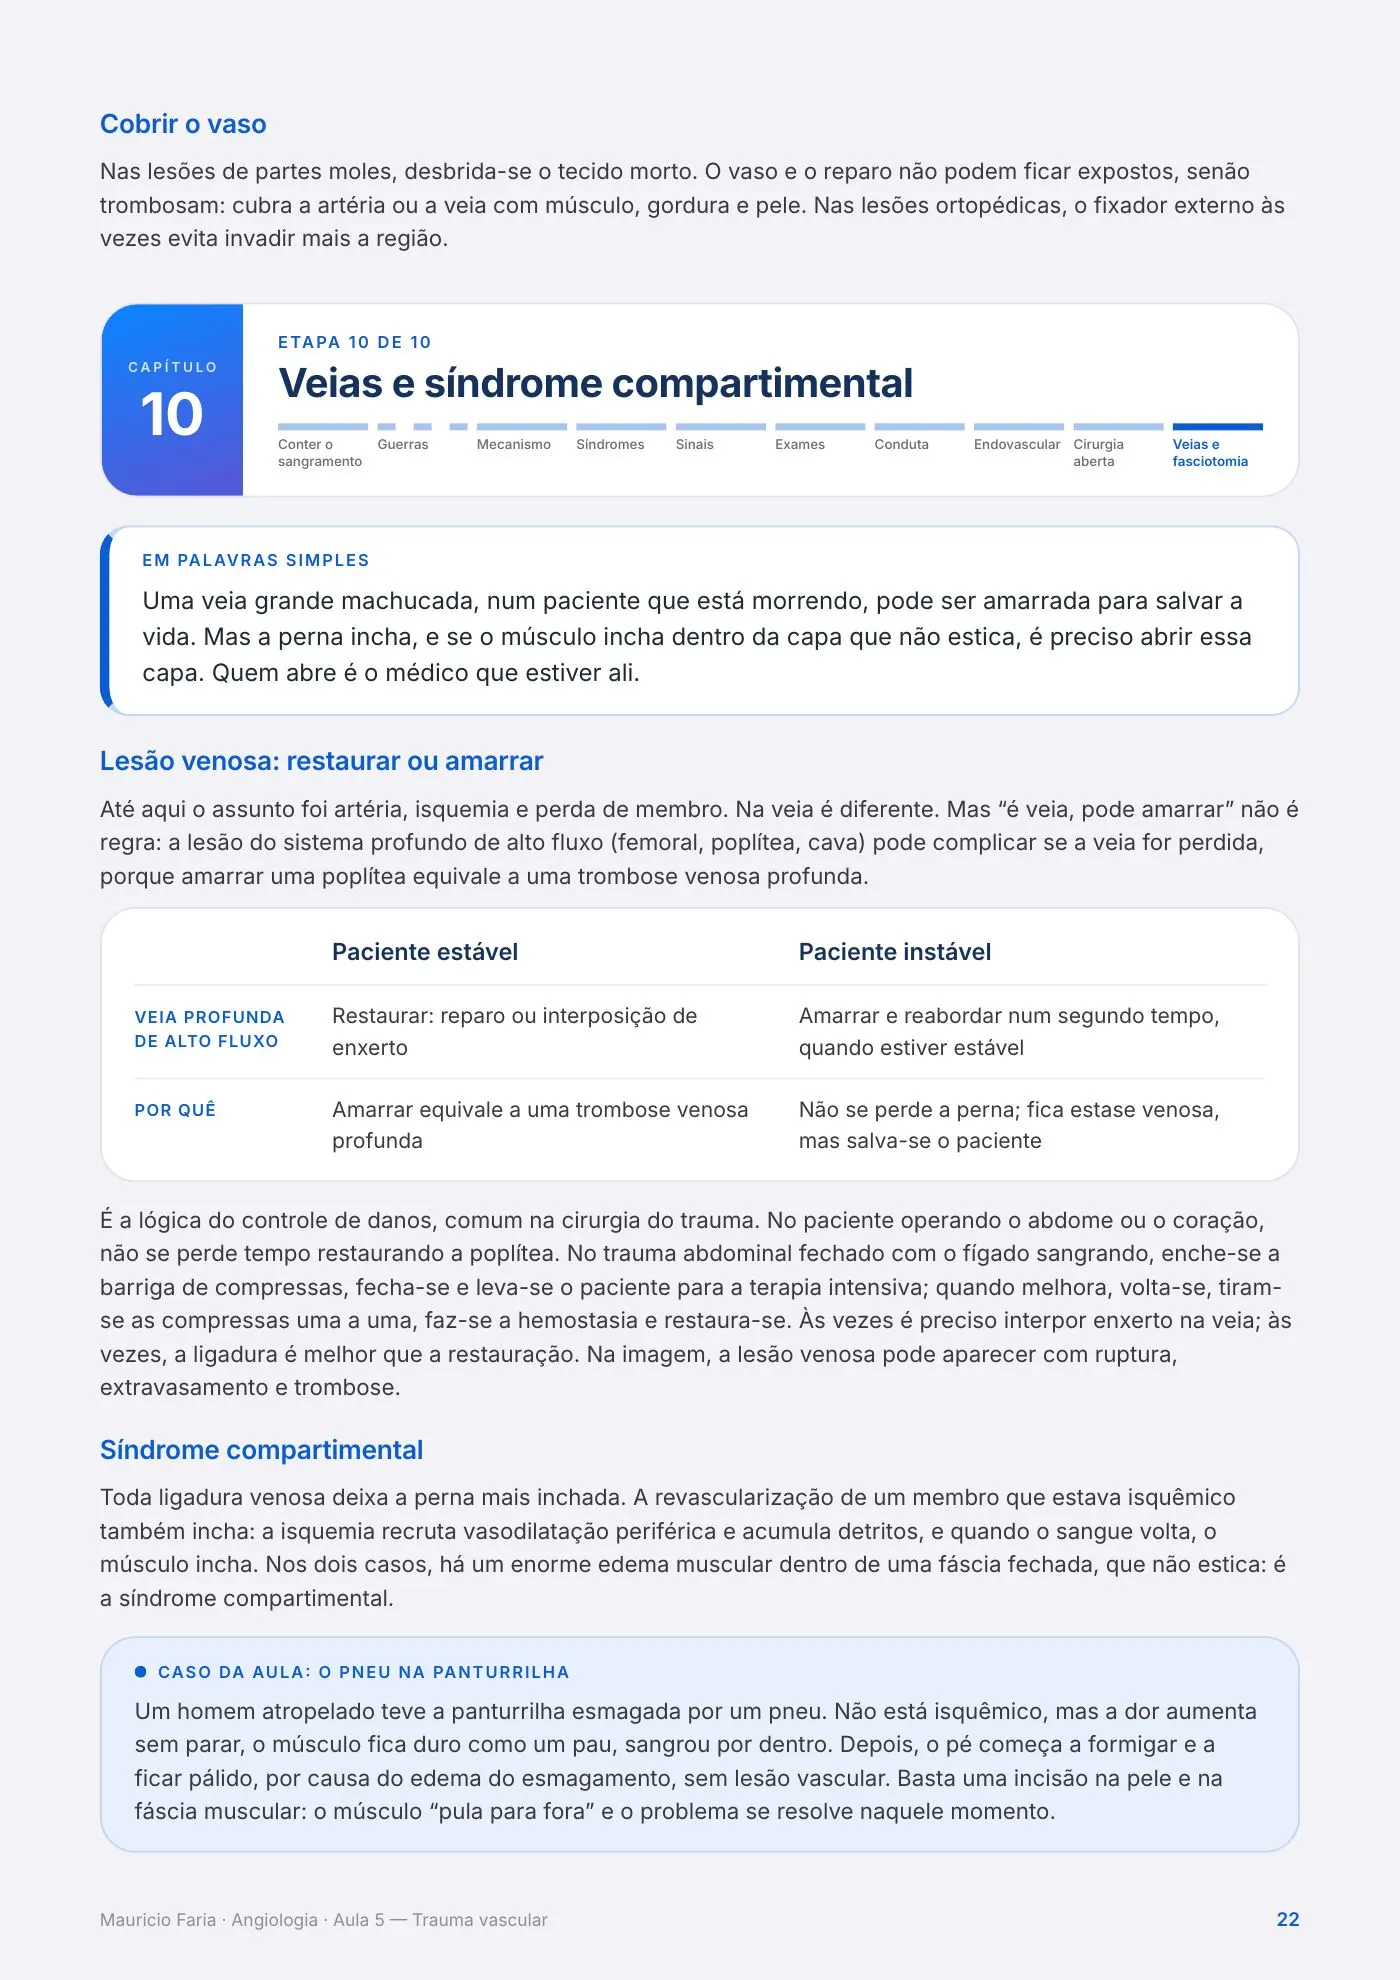 Cobrir o vaso
Nas lesões de partes moles, desbrida-se o tecido morto. O vaso e o reparo não podem ficar expostos, senão
trombosam: cubra a artéria ou a veia com músculo, gordura e pele. Nas lesões ortopédicas, o fixador externo às
vezes evita invadir mais a região.
CAPÍTULO
10
ETAPA 10 DE 10
Veias e síndrome compartimental
Conter o
sangramento
Guerras
Mecanismo
Síndromes
Sinais
Exames
Conduta
Endovascular
Cirurgia
aberta
Veias e
fasciotomia
EM PALAVRAS SIMPLES
Uma veia grande machucada, num paciente que está morrendo, pode ser amarrada para salvar a
vida. Mas a perna incha, e se o músculo incha dentro da capa que não estica, é preciso abrir essa
capa. Quem abre é o médico que estiver ali.
Lesão venosa: restaurar ou amarrar
Até aqui o assunto foi artéria, isquemia e perda de membro. Na veia é diferente. Mas “é veia, pode amarrar” não é
regra: a lesão do sistema profundo de alto fluxo (femoral, poplítea, cava) pode complicar se a veia for perdida,
porque amarrar uma poplítea equivale a uma trombose venosa profunda.
Paciente estável
Paciente instável
VEIA PROFUNDA
DE ALTO FLUXO
Restaurar: reparo ou interposição de
enxerto
Amarrar e reabordar num segundo tempo,
quando estiver estável
POR QUÊ
Amarrar equivale a uma trombose venosa
profunda
Não se perde a perna; fica estase venosa,
mas salva-se o paciente
É a lógica do controle de danos, comum na cirurgia do trauma. No paciente operando o abdome ou o coração,
não se perde tempo restaurando a poplítea. No trauma abdominal fechado com o fígado sangrando, enche-se a
barriga de compressas, fecha-se e leva-se o paciente para a terapia intensiva; quando melhora, volta-se, tiram-
se as compressas uma a uma, faz-se a hemostasia e restaura-se. Às vezes é preciso interpor enxerto na veia; às
vezes, a ligadura é melhor que a restauração. Na imagem, a lesão venosa pode aparecer com ruptura,
extravasamento e trombose.
Síndrome compartimental
Toda ligadura venosa deixa a perna mais inchada. A revascularização de um membro que estava isquêmico
também incha: a isquemia recruta vasodilatação periférica e acumula detritos, e quando o sangue volta, o
músculo incha. Nos dois casos, há um enorme edema muscular dentro de uma fáscia fechada, que não estica: é
a síndrome compartimental.
CASO DA AULA: O PNEU NA PANTURRILHA
Um homem atropelado teve a panturrilha esmagada por um pneu. Não está isquêmico, mas a dor aumenta
sem parar, o músculo fica duro como um pau, sangrou por dentro. Depois, o pé começa a formigar e a
ficar pálido, por causa do edema do esmagamento, sem lesão vascular. Basta uma incisão na pele e na
fáscia muscular: o músculo “pula para fora” e o problema se resolve naquele momento.
Mauricio Faria · Angiologia · Aula 5 — Trauma vascular
22